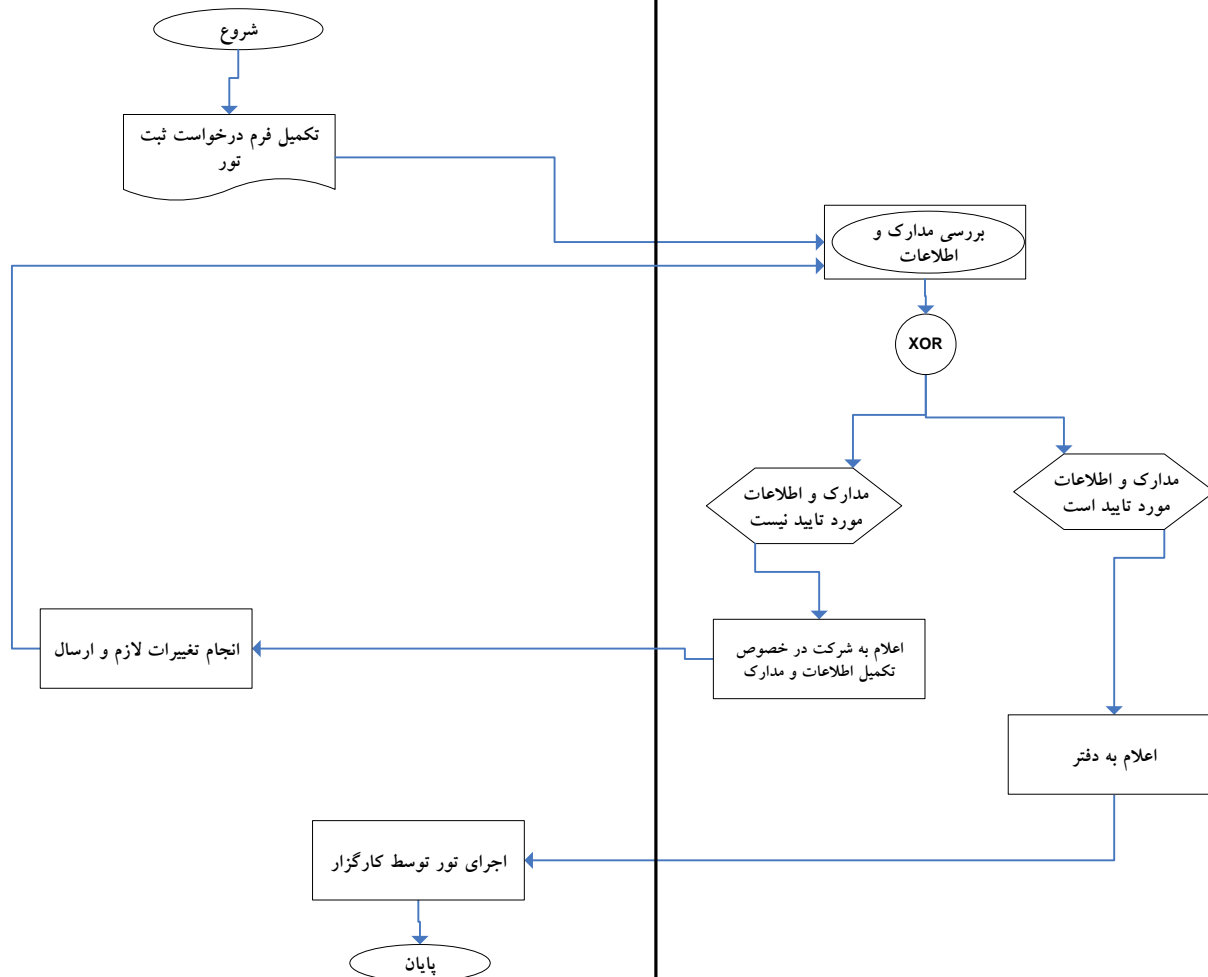 شروع
تکمیل فرم درخواست ثبت
تور
بررسی مدارک و
اطلاعات
XOR
مدارک و اطلاعات
مورد تایید است
مدارک و اطلاعات
مورد تایید نیست
اعلام به شرکت در خصوص
تکمیل اطلاعات و مدارک
انجام تغییرات لازم و ارسال
اعلام به دفتر
اجرای تور توسط کارگزار
پایان